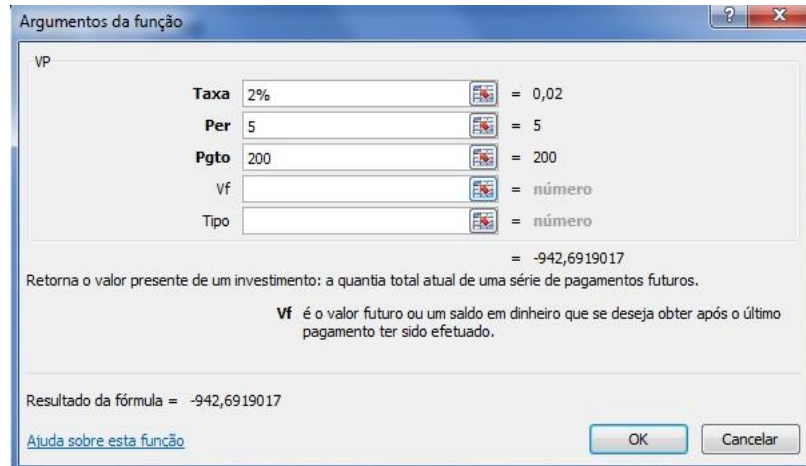 Argumentos da função
VP
Taxa 2% = 0,02
Per 5 = 5
Pgto 200 = 200
Vf = número
Tipo = número
= -942,6919017
Retorna o valor presente de um investimento: a quantia total atual de uma série de pagamentos futuros.
Vf é o valor futuro ou um saldo em dinheiro que se deseja obter após o último
pagamento ter sido efetuado.
Resultado da fórmula = -942,6919017
Ajuda sobre esta função OK Cancelar